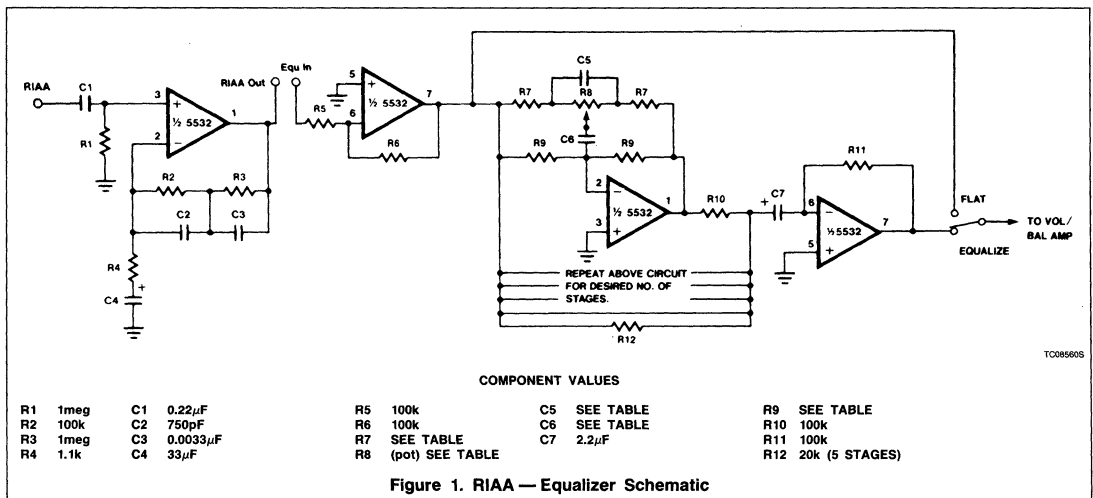 RIAA
C1
R1
3
+
2
−
½ 5532
1
R2
R3
C2
C3
R4
+
C4
RIAA Out
Equ In
R5
5
+
6
−
½ 5532
7
R6
C5
R7
R8
R7
C6
R9
R9
2
−
½ 5532
3
+
1
R10
REPEAT ABOVE CIRCUIT
FOR DESIRED NO. OF
STAGES.
R12
+
C7
R11
6
−
½5532
5
+
7
FLAT
TO VOL/
BAL AMP
EQUALIZE
TC08560S
COMPONENT VALUES
R1 1meg C1 0.22μF R5 100k C5 SEE TABLE R9 SEE TABLE
R2 100k C2 750pF R6 100k C6 SEE TABLE R10 100k
R3 1meg C3 0.0033μF R7 SEE TABLE C7 2.2μF R11 100k
R4 1.1k C4 33μF R8 (pot) SEE TABLE R12 20k (5 STAGES)
Figure 1. RIAA — Equalizer Schematic